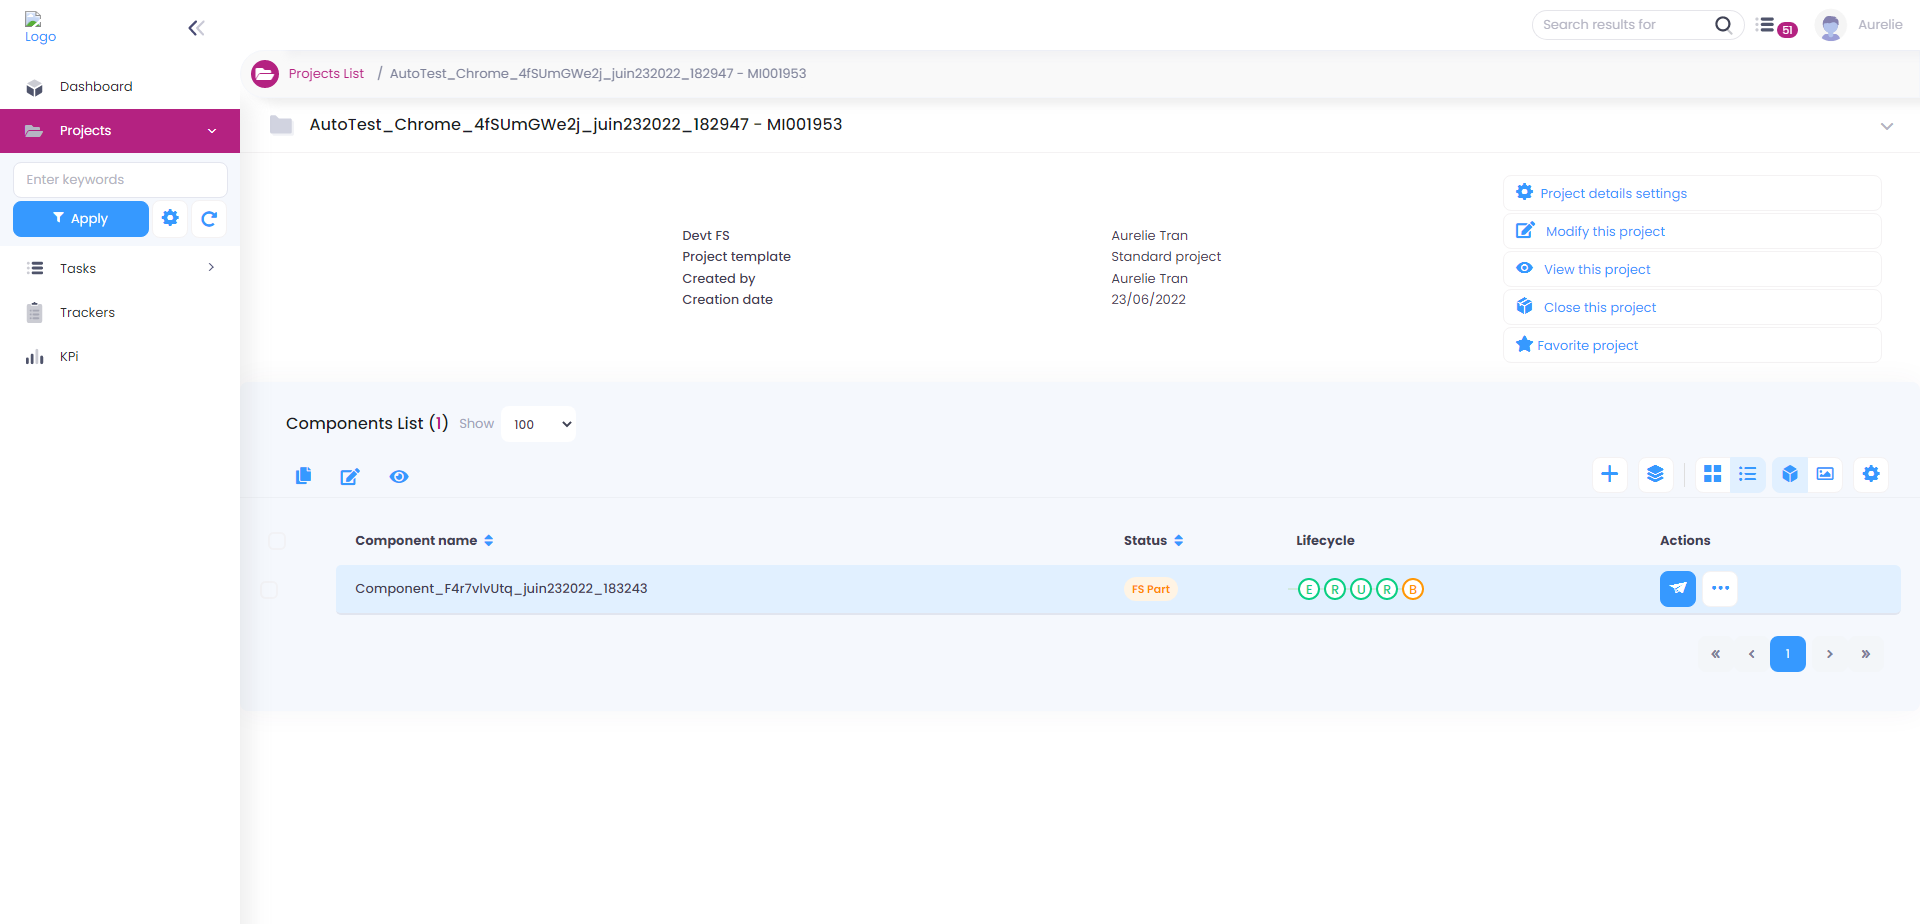 Logo
Search results for
51
Aurelie
Dashboard
Projects
Enter keywords
Apply
Tasks
Trackers
KPi
Projects List / AutoTest_Chrome_4fSUmGWe2j_juin232022_182947 - MI001953
AutoTest_Chrome_4fSUmGWe2j_juin232022_182947 - MI001953
Devt FS Aurelie Tran
Project template Standard project
Created by Aurelie Tran
Creation date 23/06/2022
Project details settings
Modify this project
View this project
Close this project
Favorite project
Components List (1) Show 100
Component name Status Lifecycle Actions
Component_F4r7vlvUtq_juin232022_183243 FS Part E R U R B
« ‹ 1 › »